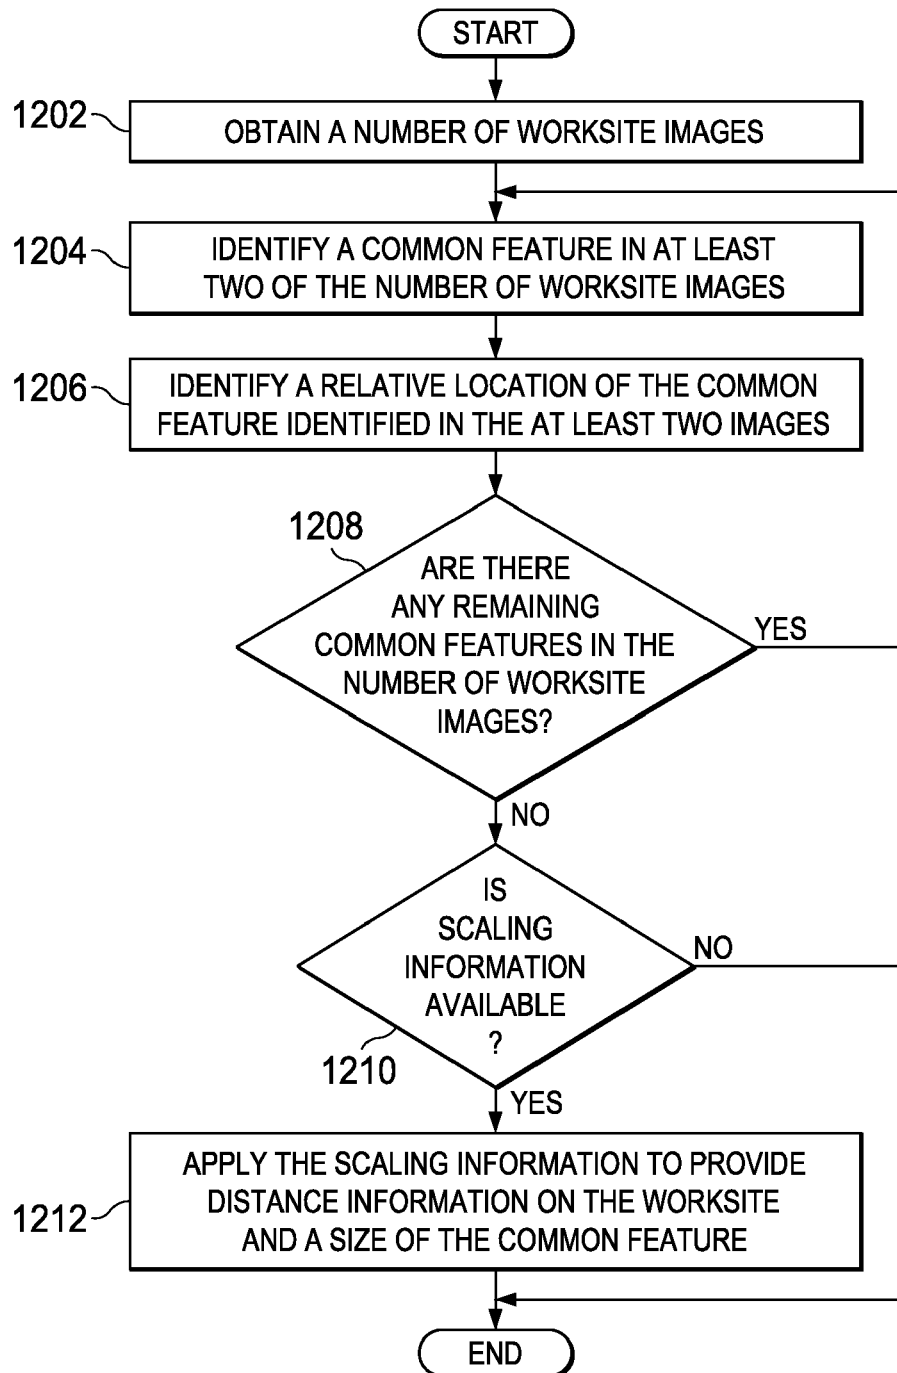 START
1202
OBTAIN A NUMBER OF WORKSITE IMAGES
1204
IDENTIFY A COMMON FEATURE IN AT LEAST
TWO OF THE NUMBER OF WORKSITE IMAGES
1206
IDENTIFY A RELATIVE LOCATION OF THE COMMON
FEATURE IDENTIFIED IN THE AT LEAST TWO IMAGES
1208
ARE THERE
ANY REMAINING
COMMON FEATURES IN THE
NUMBER OF WORKSITE
IMAGES?
YES
NO
IS
SCALING
INFORMATION
AVAILABLE
?
NO
1210
YES
APPLY THE SCALING INFORMATION TO PROVIDE
DISTANCE INFORMATION ON THE WORKSITE
AND A SIZE OF THE COMMON FEATURE
1212
END